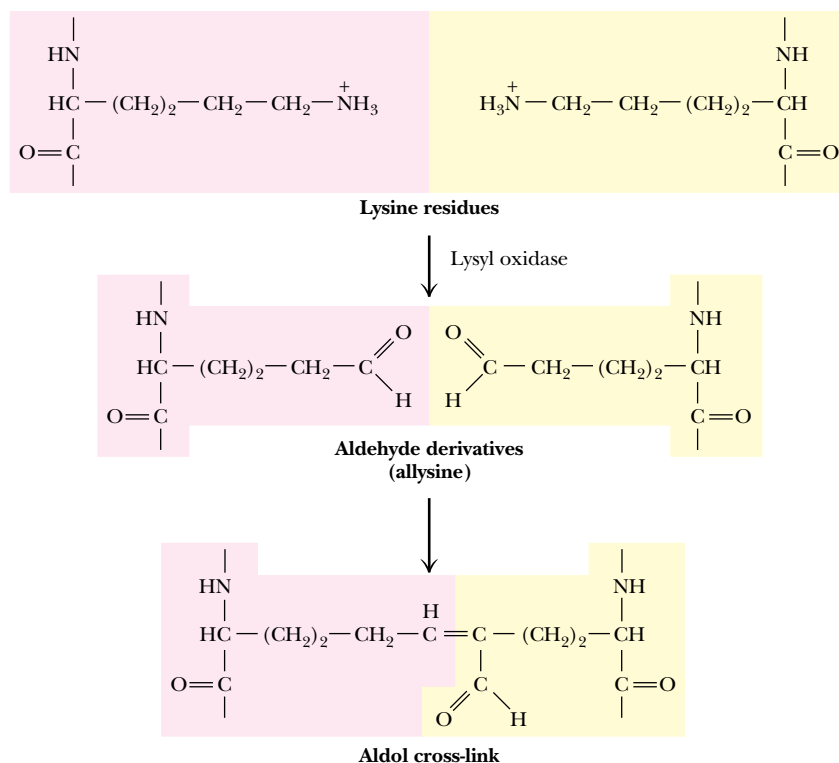 HN NH
HC—(CH₂)₂—CH₂—CH₂—N⁺H₃ H₃N⁺—CH₂—CH₂—(CH₂)₂—CH
O=C C=O
Lysine residues
Lysyl oxidase
HN O O NH
HC—(CH₂)₂—CH₂—C C—CH₂—(CH₂)₂—CH
H H
O=C C=O
Aldehyde derivatives
(allysine)
HN H NH
HC—(CH₂)₂—CH₂—C=C—(CH₂)₂—CH
O=C C C=O
O H
Aldol cross-link